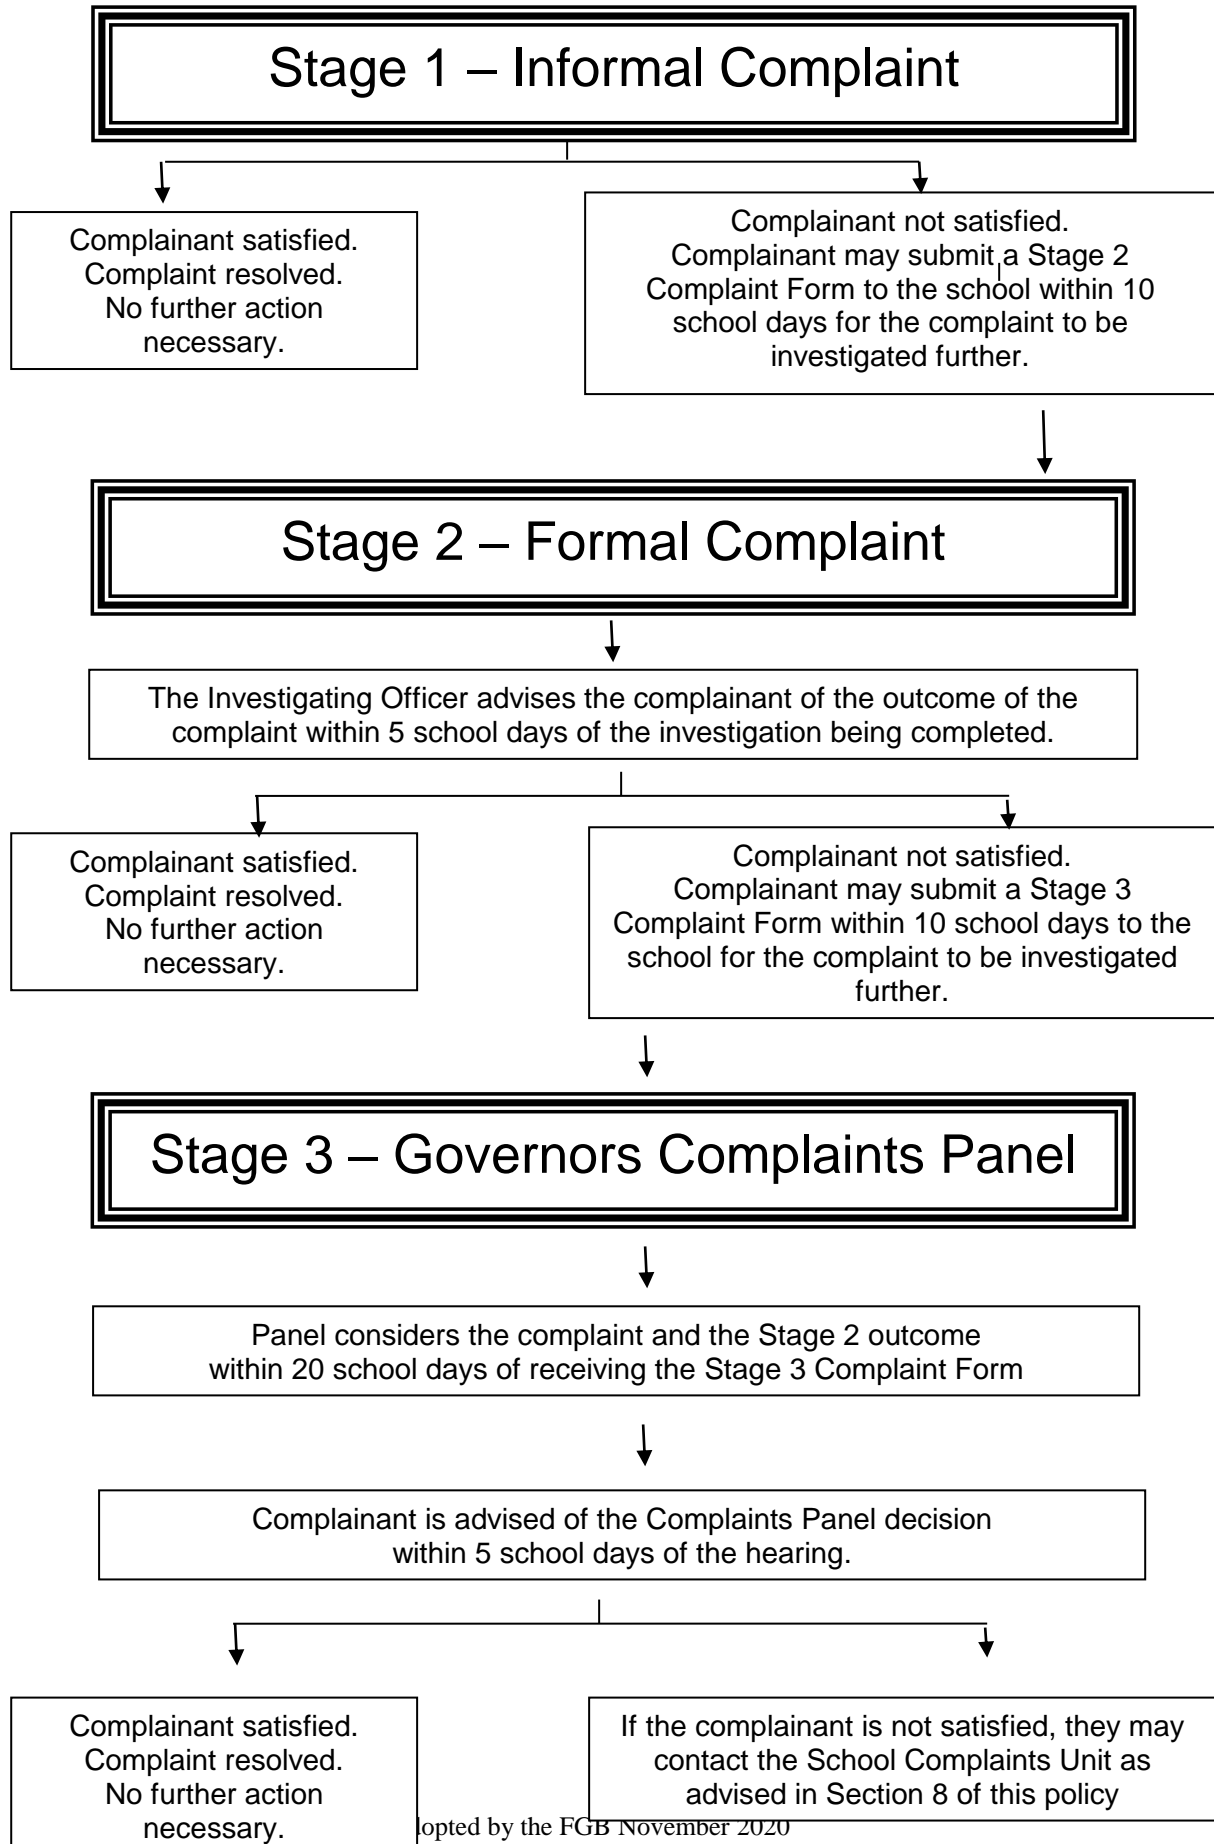 Stage 1 – Informal Complaint
Complainant satisfied.
Complaint resolved.
No further action
necessary.
Complainant not satisfied.
Complainant may submit a Stage 2
Complaint Form to the school within 10
school days for the complaint to be
investigated further.
Stage 2 – Formal Complaint
The Investigating Officer advises the complainant of the outcome of the
complaint within 5 school days of the investigation being completed.
Complainant satisfied.
Complaint resolved.
No further action
necessary.
Complainant not satisfied.
Complainant may submit a Stage 3
Complaint Form within 10 school days to the
school for the complaint to be investigated
further.
Stage 3 – Governors Complaints Panel
Panel considers the complaint and the Stage 2 outcome
within 20 school days of receiving the Stage 3 Complaint Form
Complainant is advised of the Complaints Panel decision
within 5 school days of the hearing.
Complainant satisfied.
Complaint resolved.
No further action
necessary.
If the complainant is not satisfied, they may
contact the School Complaints Unit as
advised in Section 8 of this policy
by the FGB November 2020